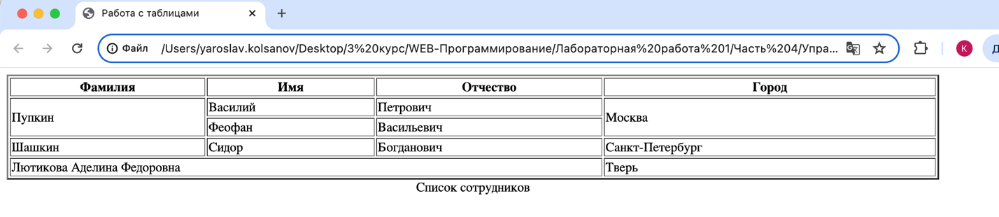 Работа с таблицами
Файл /Users/yaroslav.kolsanov/Desktop/3%20курс/WEB-Программирование/Лабораторная%20работа%201/Часть%204/Упра...
К
Д
Фамилия Имя Отчество Город
Пупкин Василий Петрович Москва
Феофан Васильевич
Шашкин Сидор Богданович Санкт-Петербург
Лютикова Аделина Федоровна Тверь
Список сотрудников